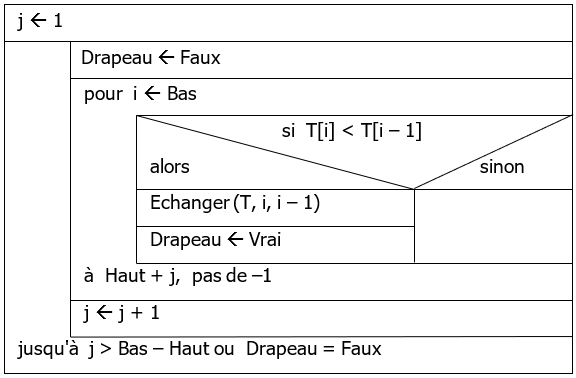 j ← 1
Drapeau ← Faux
pour i ← Bas
si T[i] < T[i – 1]
alors sinon
Echanger (T, i, i – 1)
Drapeau ← Vrai
à Haut + j, pas de –1
j ← j + 1
jusqu'à j > Bas – Haut ou Drapeau = Faux